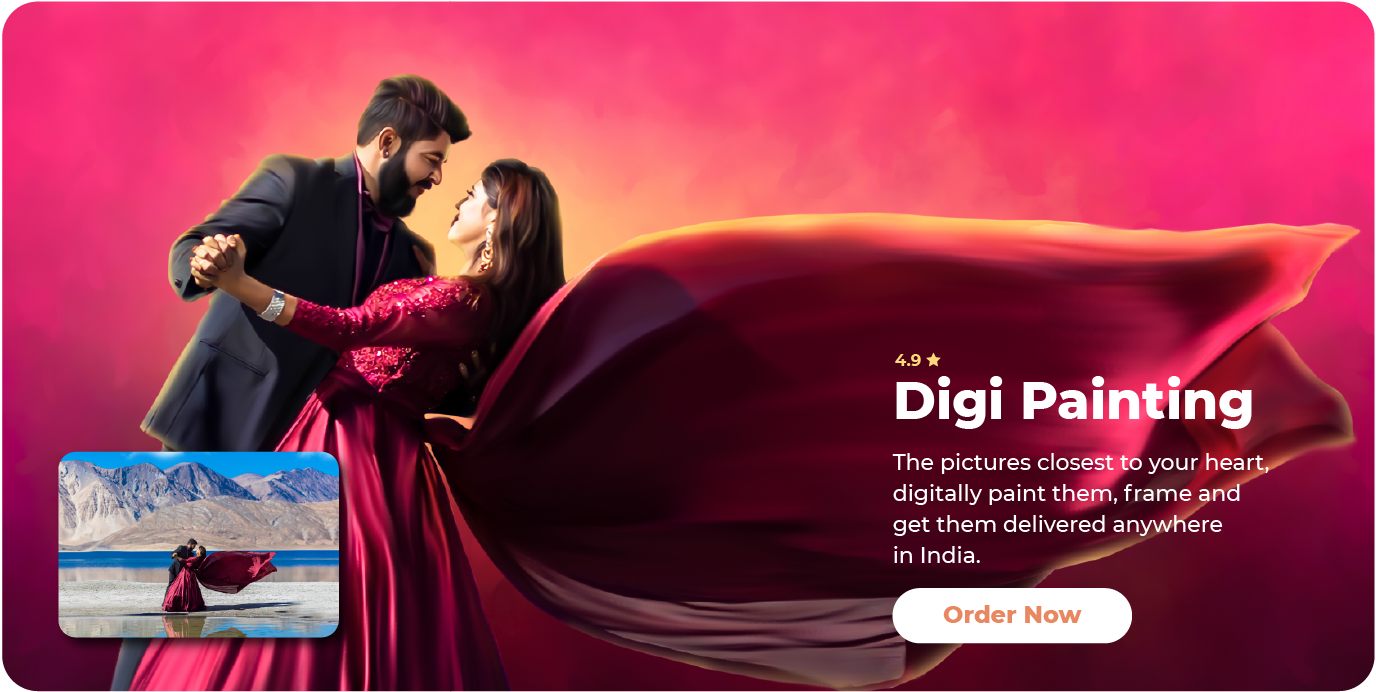 4.9 ★
Digi Painting
The pictures closest to your heart,
digitally paint them, frame and
get them delivered anywhere
in India.
Order Now